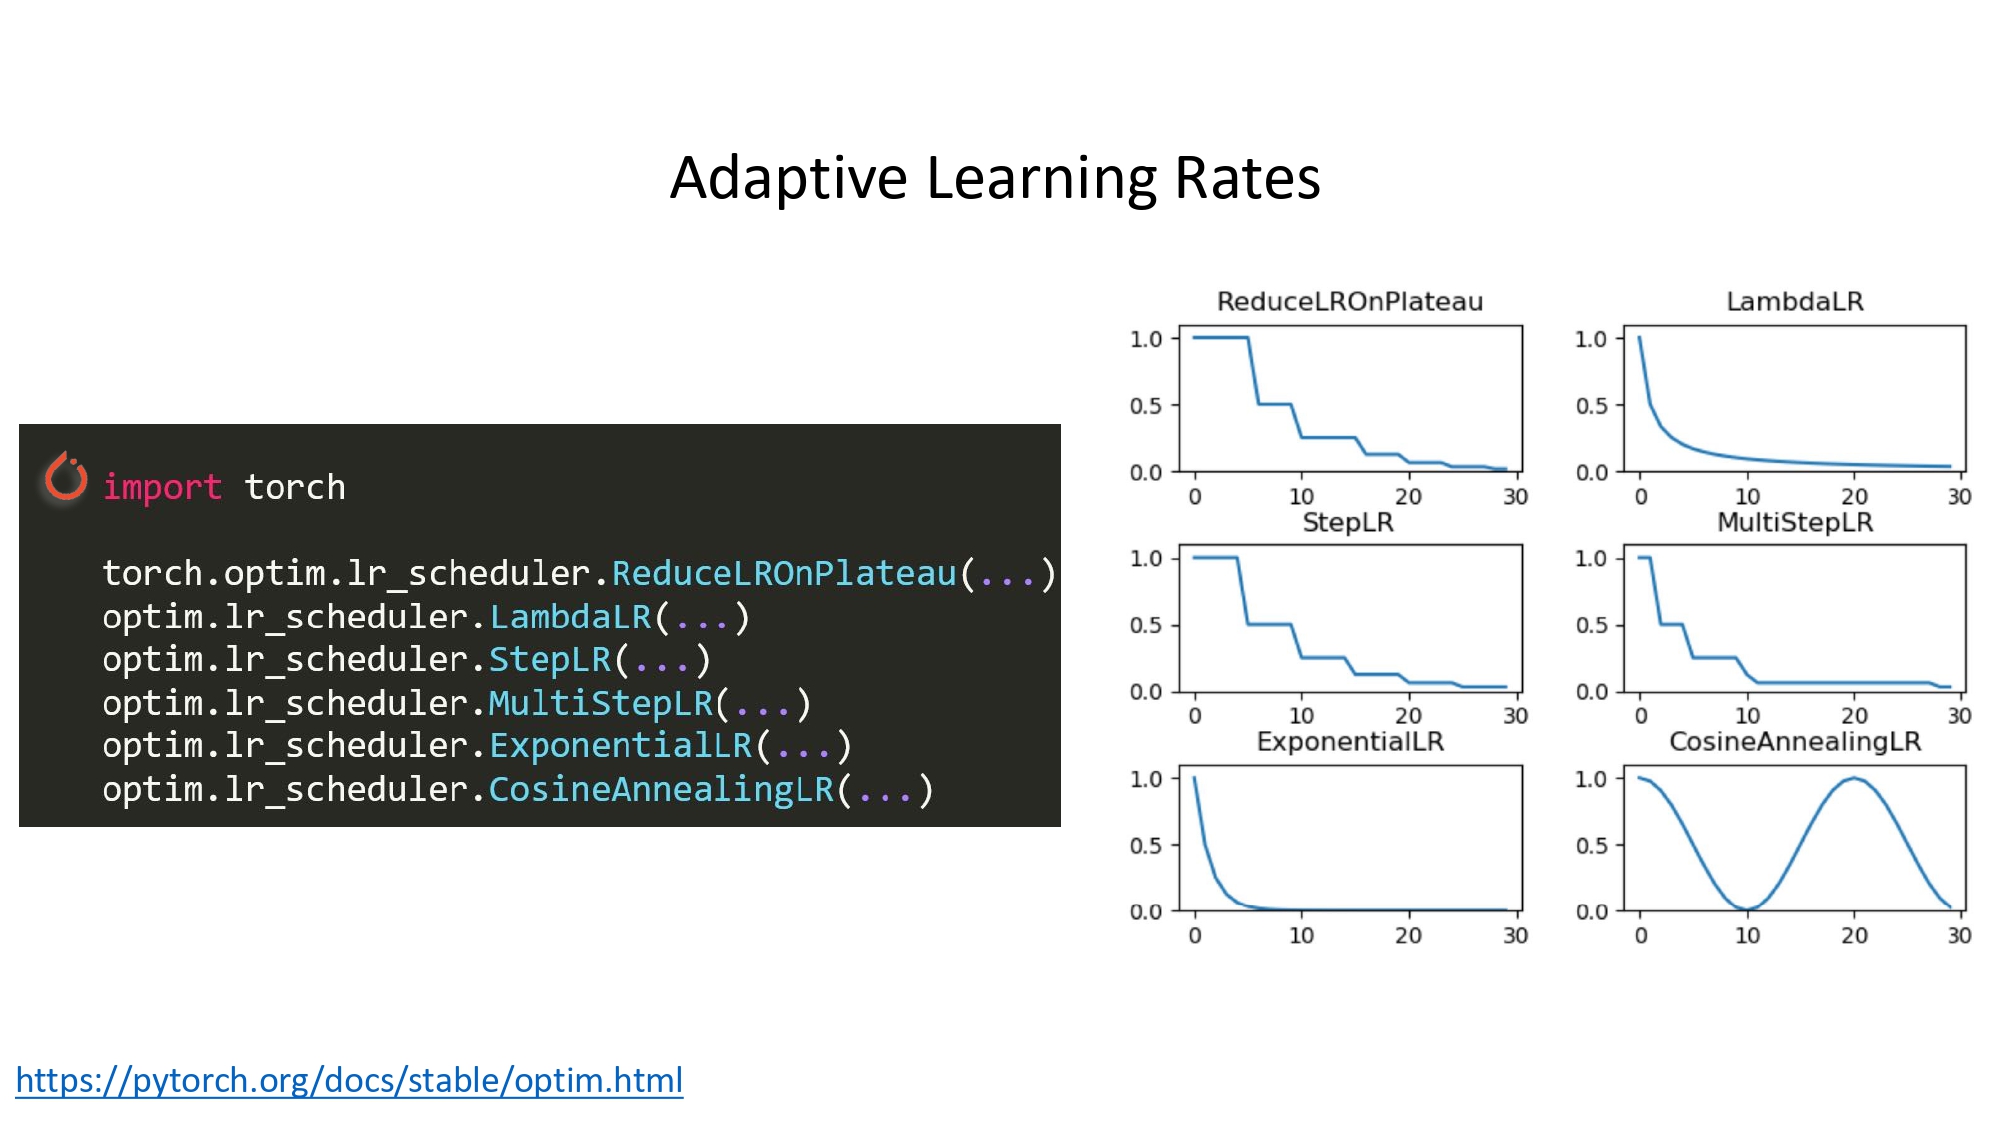 Adaptive Learning Rates
import torch
torch.optim.lr_scheduler.ReduceLROnPlateau(...)
optim.lr_scheduler.LambdaLR(...)
optim.lr_scheduler.StepLR(...)
optim.lr_scheduler.MultiStepLR(...)
optim.lr_scheduler.ExponentialLR(...)
optim.lr_scheduler.CosineAnnealingLR(...)
ReduceLROnPlateau
1.0
0.5
0.0
0 10 20 30
LambdaLR
1.0
0.5
0.0
0 10 20 30
StepLR
1.0
0.5
0.0
0 10 20 30
MultiStepLR
1.0
0.5
0.0
0 10 20 30
ExponentialLR
1.0
0.5
0.0
0 10 20 30
CosineAnnealingLR
1.0
0.5
0.0
0 10 20 30
https://pytorch.org/docs/stable/optim.html